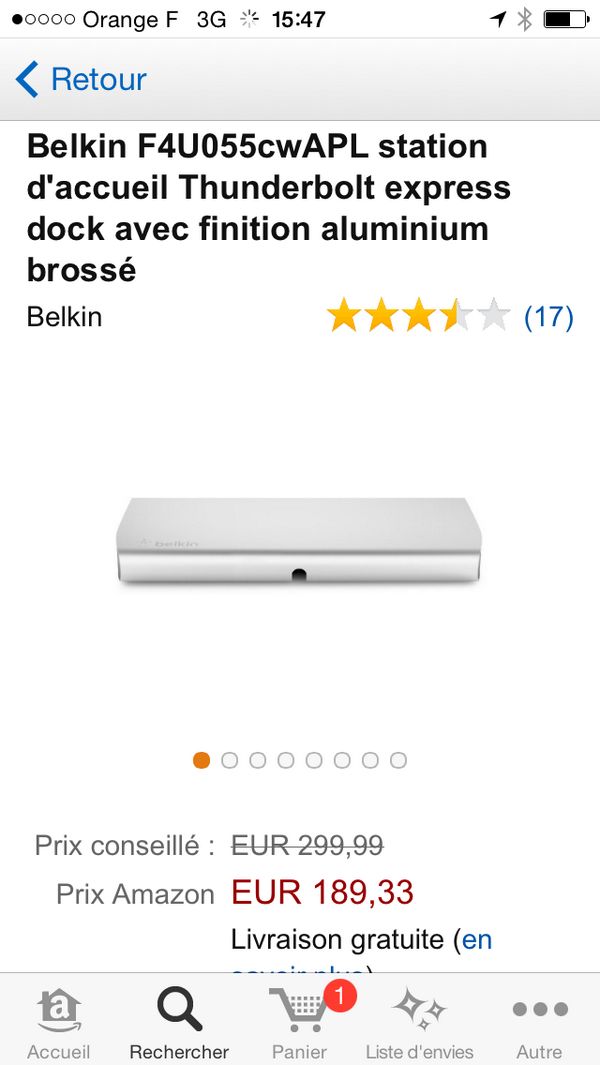 Orange F 3G 15:47
Retour
Belkin F4U055cwAPL station
d'accueil Thunderbolt express
dock avec finition aluminium
brossé
Belkin (17)
belkin
Prix conseillé : EUR 299,99
Prix Amazon EUR 189,33
Livraison gratuite (en
savoir plus)
1
Accueil Rechercher Panier Liste d'envies Autre